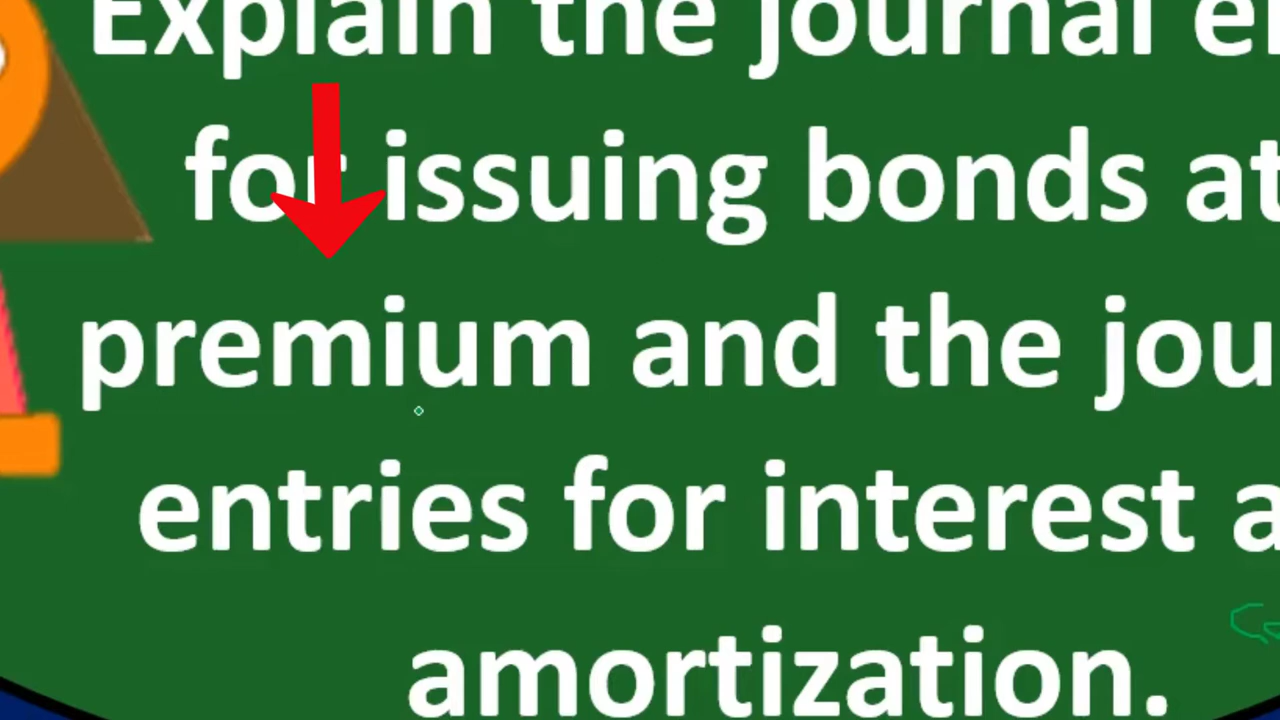 Explain the journal
for issuing bonds at
premium and the
entries for interest
amortization.